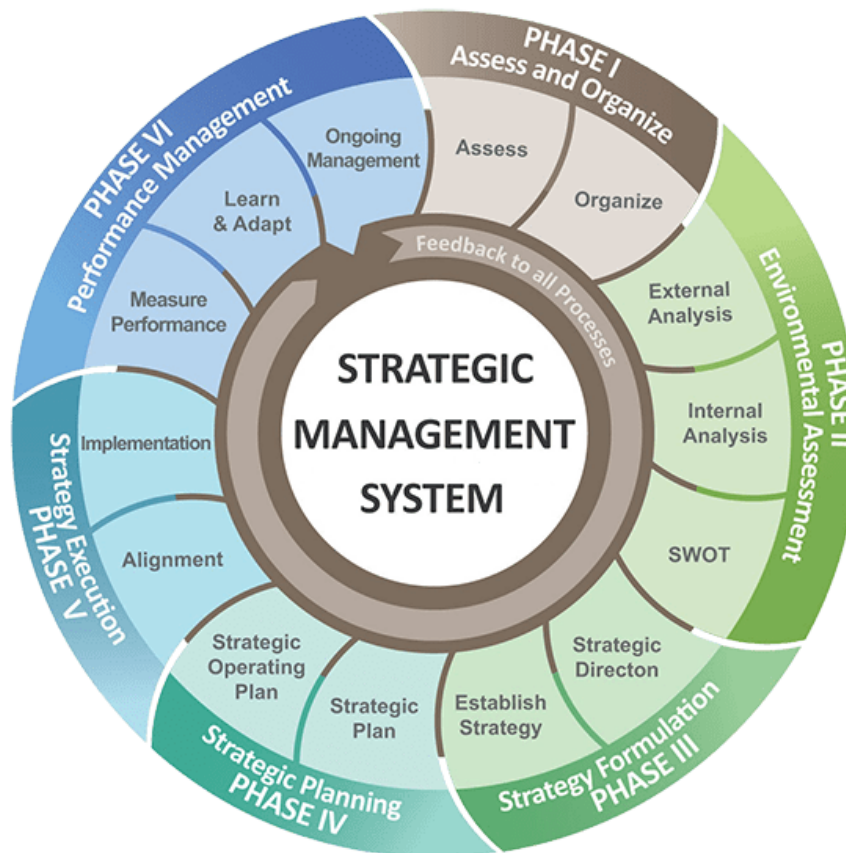 PHASE I
Assess and Organize
Assess
Organize
PHASE II
Environmental Assessment
External
Analysis
Internal
Analysis
SWOT
Strategy Formulation
PHASE III
Strategic
Directon
Establish
Strategy
Strategic Planning
PHASE IV
Strategic
Plan
Strategic
Operating
Plan
Strategy Execution
PHASE V
Alignment
Implementation
PHASE VI
Performance Management
Measure
Performance
Learn
& Adapt
Ongoing
Management
Feedback to all Processes
STRATEGIC
MANAGEMENT
SYSTEM